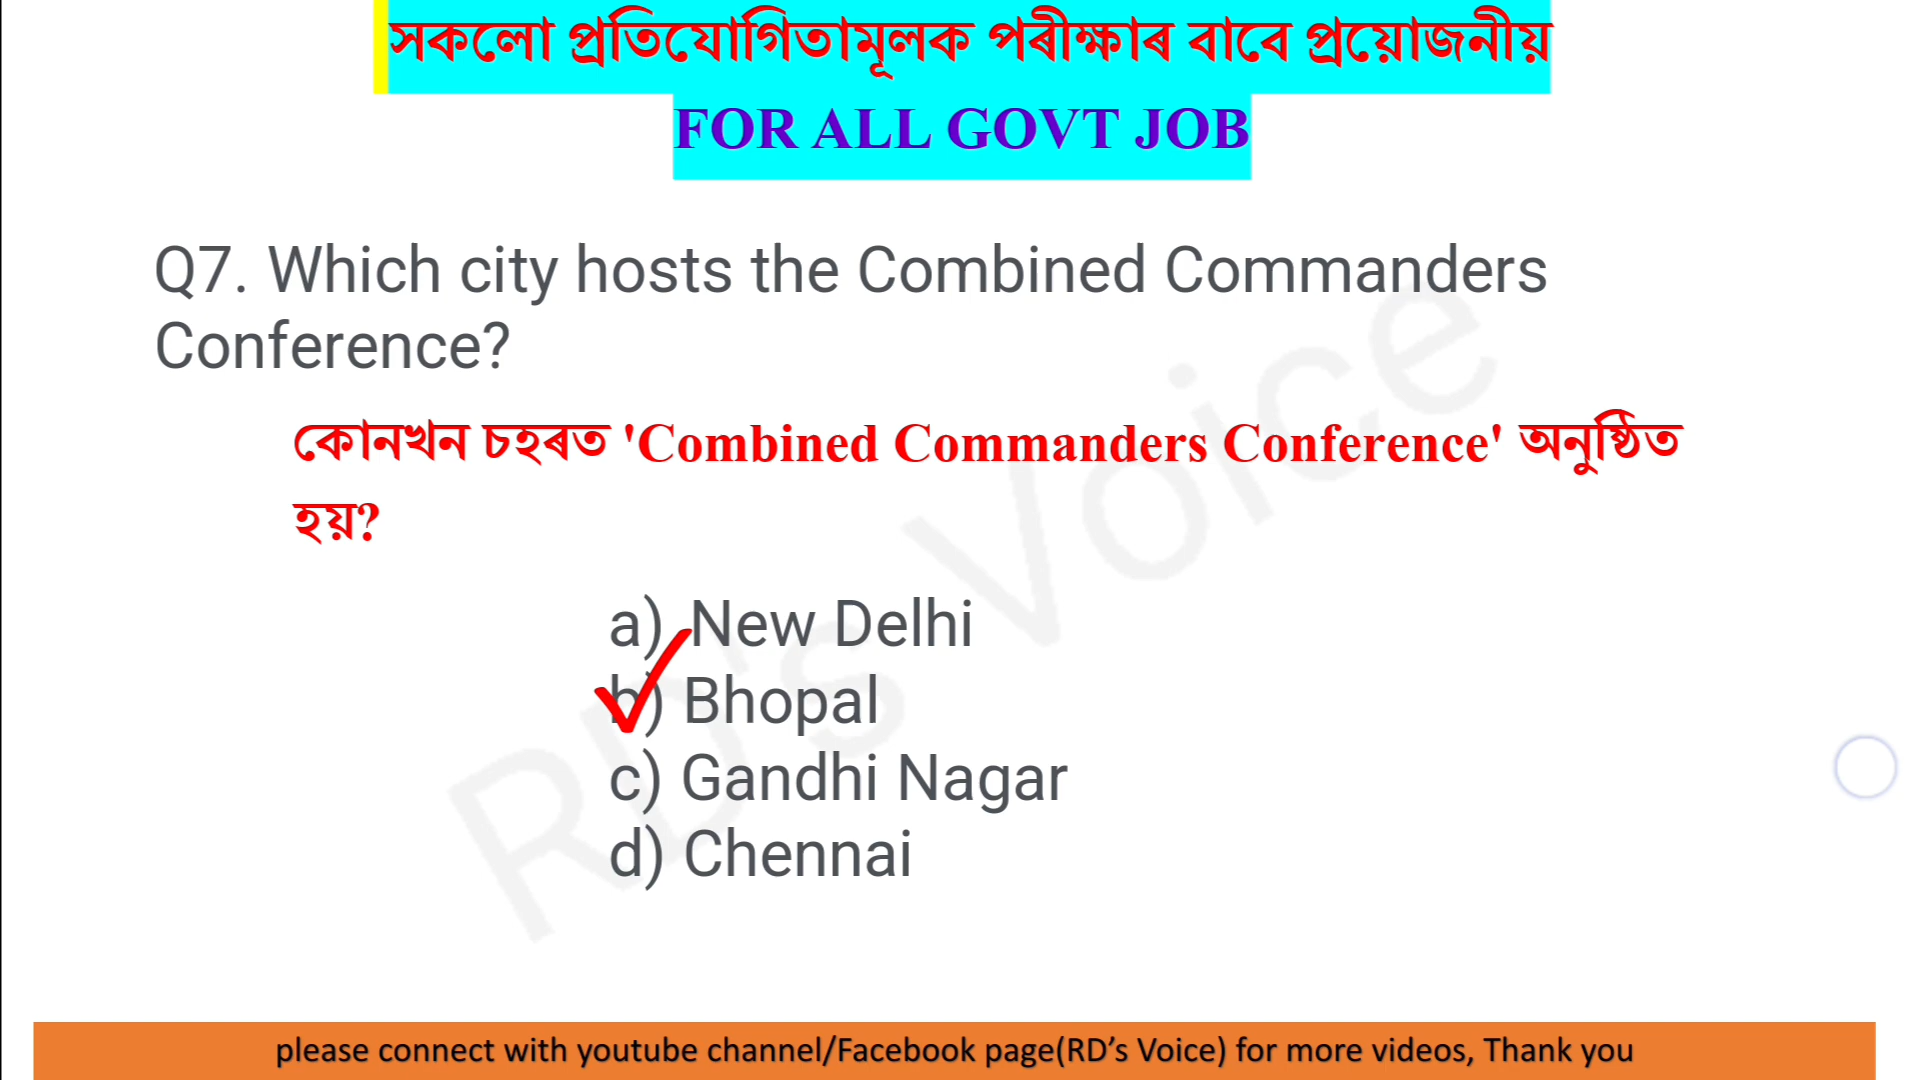 সকলো প্ৰতিযোগিতামূলক পৰীক্ষাৰ বাবে প্ৰয়োজনীয়
FOR ALL GOVT JOB
Q7. Which city hosts the Combined Commanders
Conference?
কোনখন চহৰত 'Combined Commanders Conference' অনুষ্ঠিত
হয়?
a) New Delhi
b) Bhopal
c) Gandhi Nagar
d) Chennai
RD's Voice
please connect with youtube channel/Facebook page(RD’s Voice) for more videos, Thank you